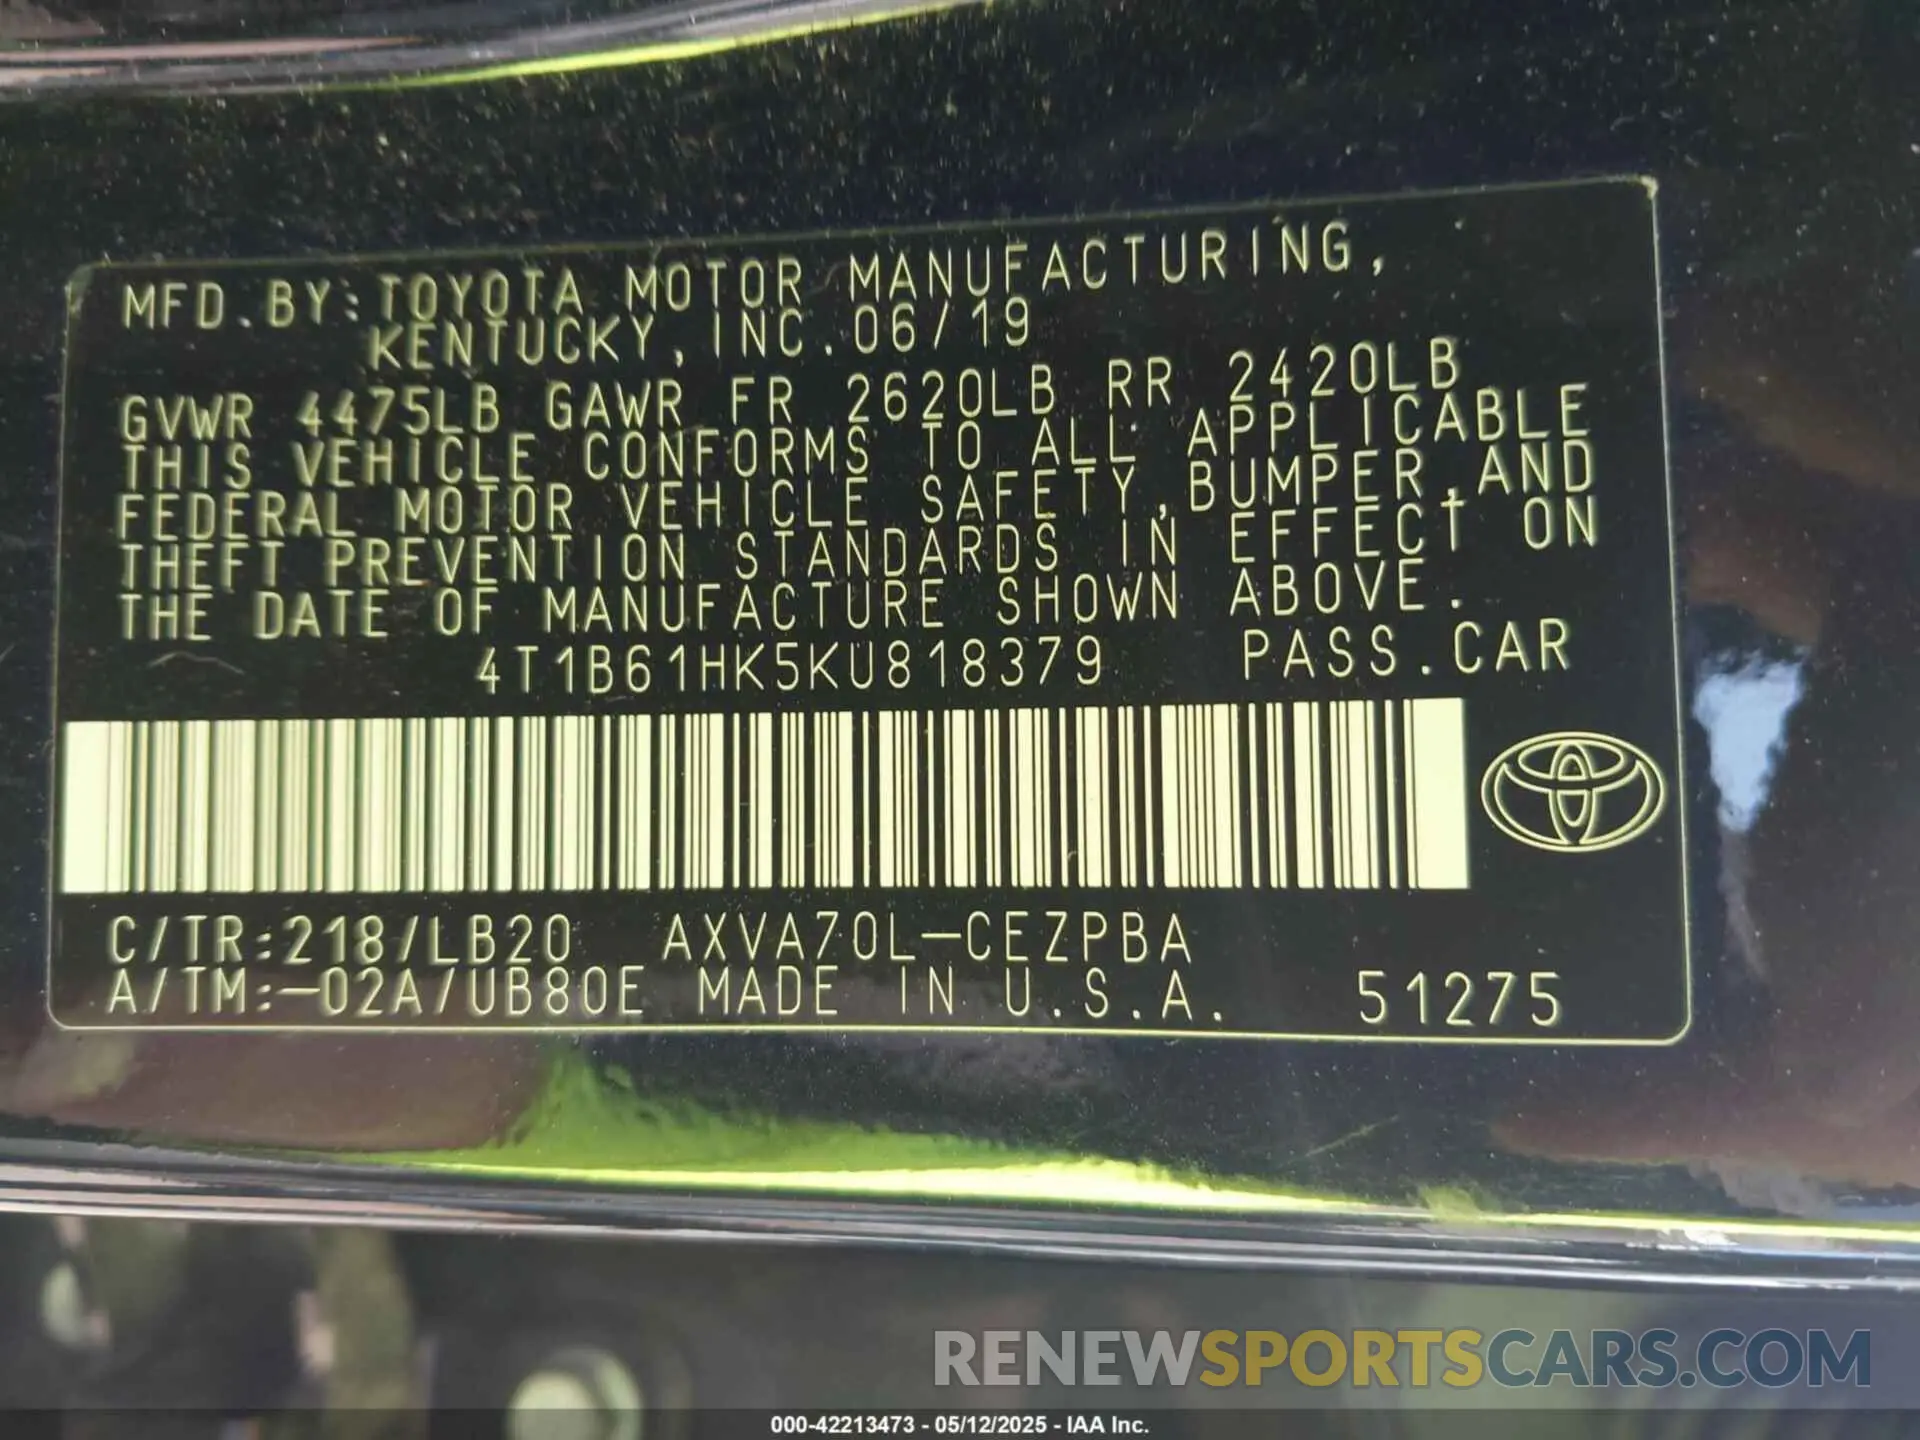 MFD.BY:TOYOTA MOTOR MANUFACTURING,
KENTUCKY, INC.06/19
GVWR 4475LB GAWR FR 2620LB RR 2420LB
THIS VEHICLE CONFORMS TO ALL APPLICABLE
FEDERAL MOTOR VEHICLE SAFETY,BUMPER,AND
THEFT PREVENTION STANDARDS IN EFFECT ON
THE DATE OF MANUFACTURE SHOWN ABOVE.
4T1B61HK5KU818379 PASS.CAR
C/TR:218/LB20 AXVA70L-CEZPBA
A/TM:-02A/UB80E MADE IN U.S.A. 51275
RENEWSPORTSCARS.COM
000-42213473 - 05/12/2025 - IAA Inc.